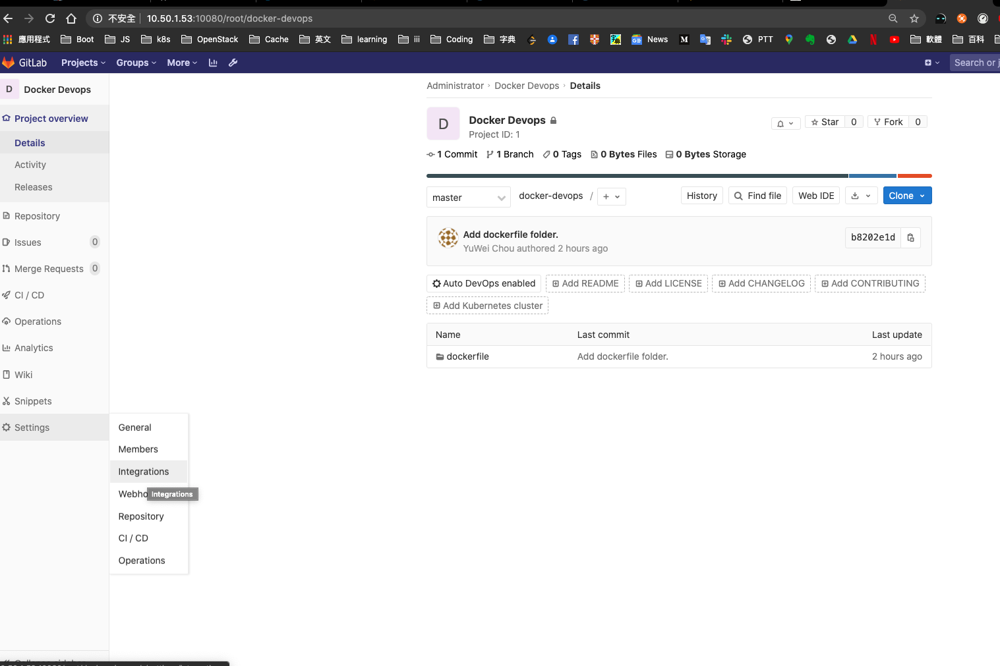 不安全 10.50.1.53:10080/root/docker-devops
應用程式 Boot JS k8s OpenStack Cache 英文 learning iii Coding 字典 News M PTT 軟體 百科
GitLab Projects Groups More Search or j
D Docker Devops
Project overview
Details
Activity
Releases
Repository
Issues 0
Merge Requests 0
CI / CD
Operations
Analytics
Wiki
Snippets
Settings
General
Members
Integrations
Webho
Integrations
Repository
CI / CD
Operations
Administrator › Docker Devops › Details
D
Docker Devops
Project ID: 1
Star 0 Fork 0
1 Commit 1 Branch 0 Tags 0 Bytes Files 0 Bytes Storage
master docker-devops / + History Find file Web IDE Clone
Add dockerfile folder.
YuWei Chou authored 2 hours ago
b8202e1d
Auto DevOps enabled Add README Add LICENSE Add CHANGELOG Add CONTRIBUTING
Add Kubernetes cluster
Name Last commit Last update
dockerfile Add dockerfile folder. 2 hours ago